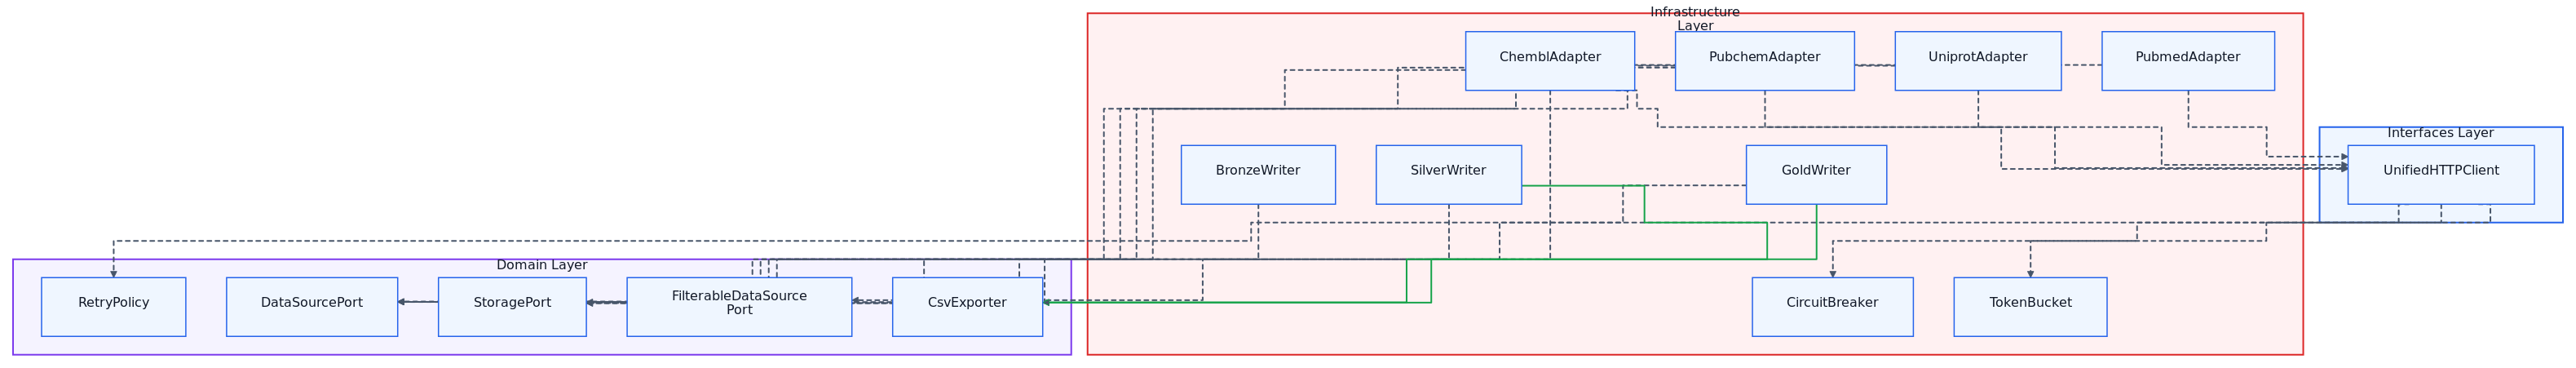 Infrastructure
Layer
ChemblAdapter
PubchemAdapter
UniprotAdapter
PubmedAdapter
Interfaces Layer
BronzeWriter
SilverWriter
GoldWriter
UnifiedHTTPClient
Domain Layer
RetryPolicy
DataSourcePort
StoragePort
FilterableDataSource
Port
CsvExporter
CircuitBreaker
TokenBucket